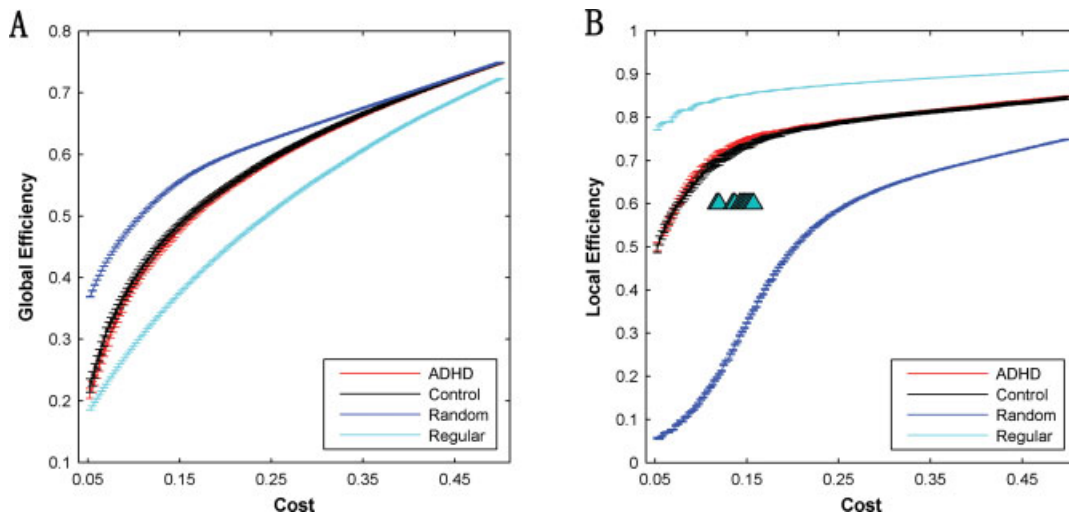 A
0.8
0.7
0.6
0.5
0.4
0.3
0.2
0.1
Global Efficiency
0.05 0.15 0.25 0.35 0.45
Cost
ADHD
Control
Random
Regular
B
1
0.9
0.8
0.7
0.6
0.5
0.4
0.3
0.2
0.1
0
Local Efficiency
0.05 0.15 0.25 0.35 0.45
Cost
ADHD
Control
Random
Regular